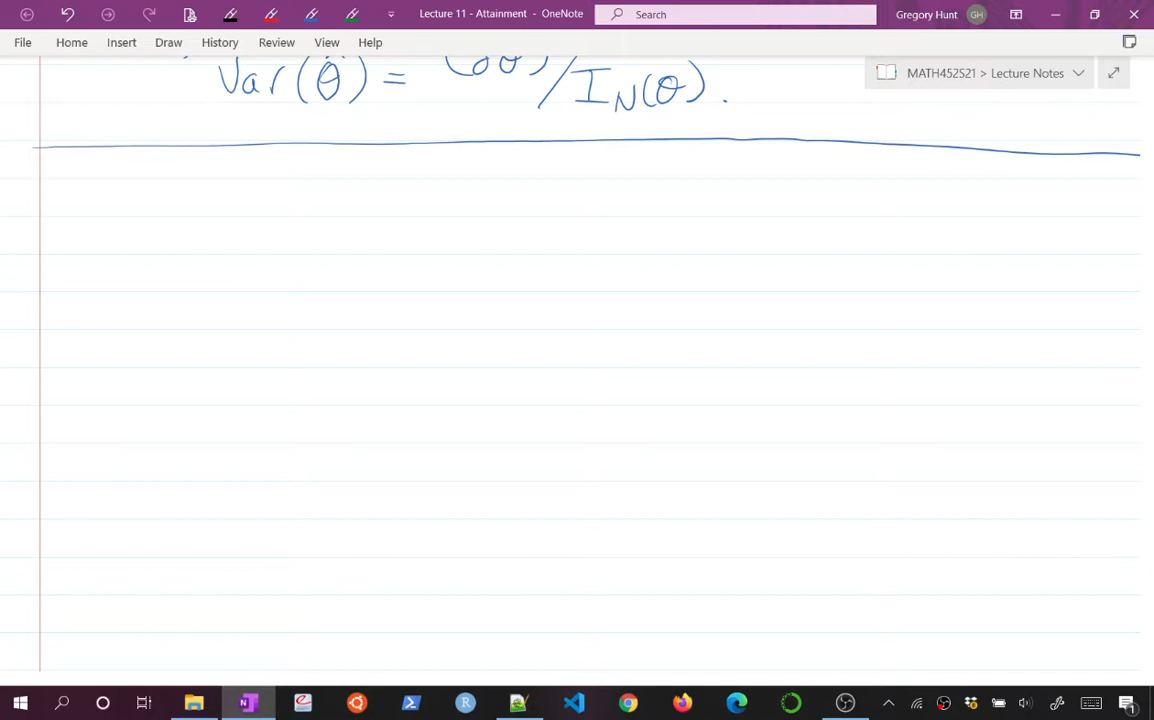 Lecture 11 - Attainment - OneNote
Search
Gregory Hunt
GH
File Home Insert Draw History Review View Help
MATH452S21 > Lecture Notes
Var(θ̂) = /I_N(θ).